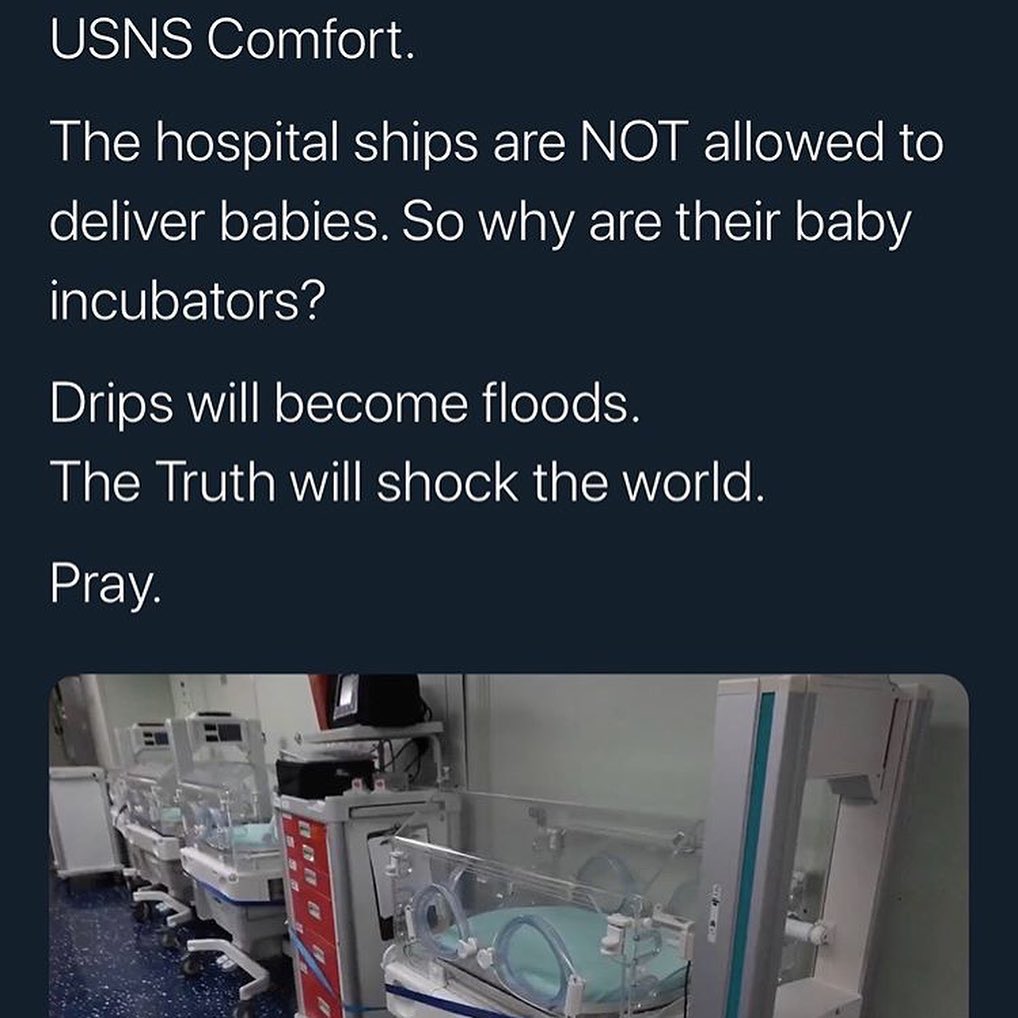 USNS Comfort.
The hospital ships are NOT allowed to
deliver babies. So why are their baby
incubators?
Drips will become floods.
The Truth will shock the world.
Pray.